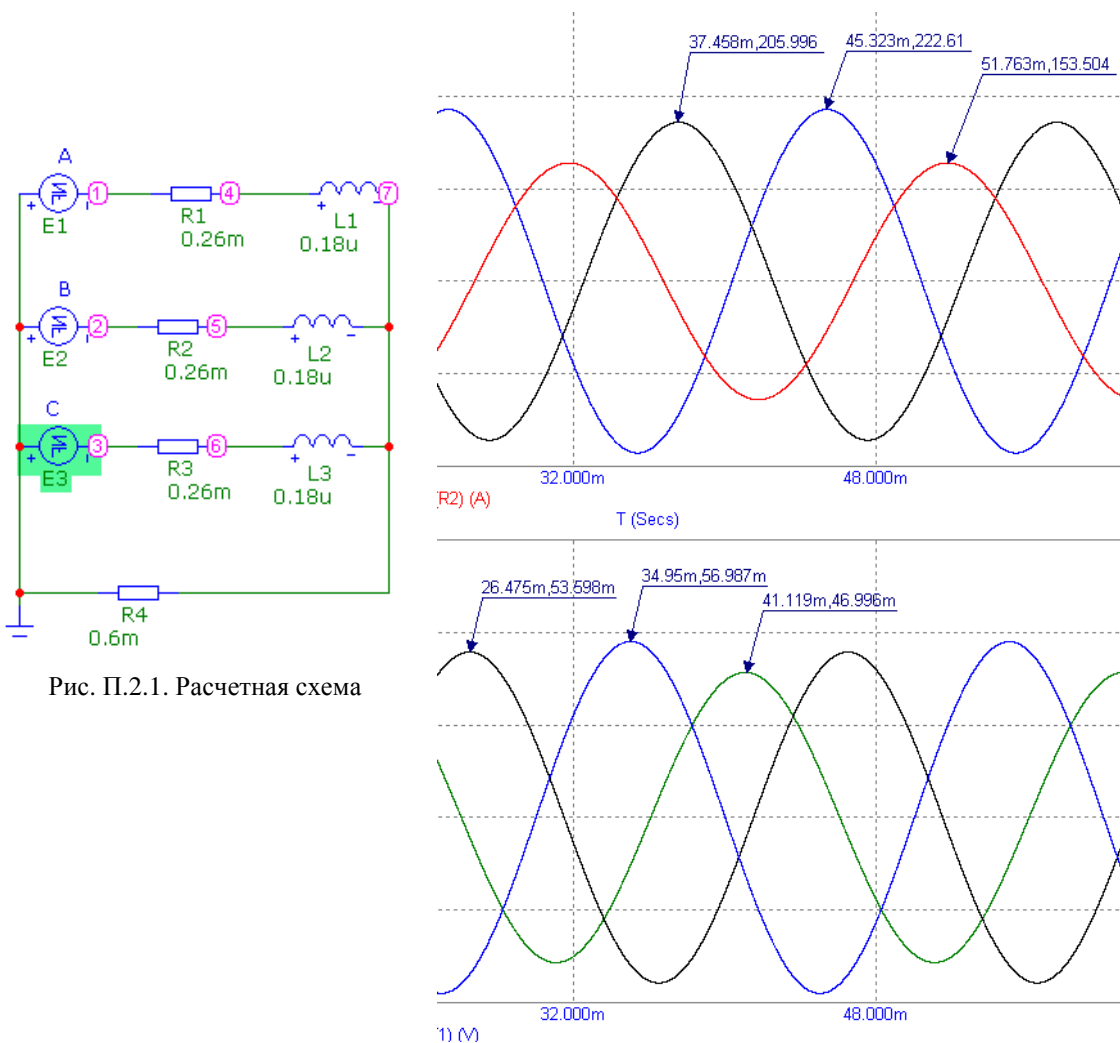 A
1
4
7
E1
R1
0.26m
L1
0.18u
B
2
5
E2
R2
0.26m
L2
0.18u
C
3
6
E3
R3
0.26m
L3
0.18u
R4
0.6m
Рис. П.2.1. Расчетная схема
37.458m,205.996
45.323m,222.61
51.763m,153.504
32.000m
48.000m
(R2) (A)
T (Secs)
26.475m,53.598m
34.95m,56.987m
41.119m,46.996m
32.000m
48.000m
1) (V)